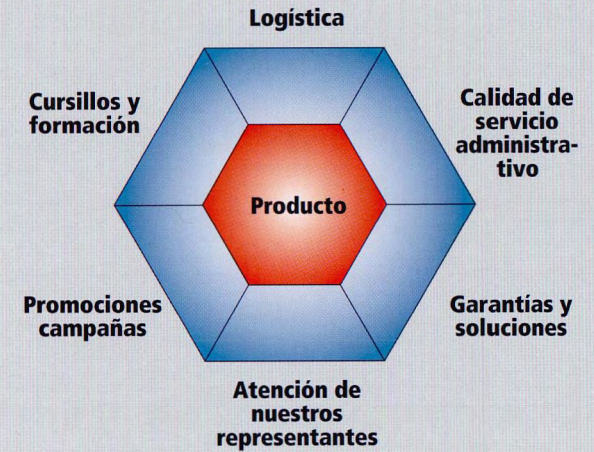 Logística
Cursillos y
formación
Calidad de
servicio
administra-
tivo
Producto
Promociones
campañas
Garantías y
soluciones
Atención de
nuestros
representantes